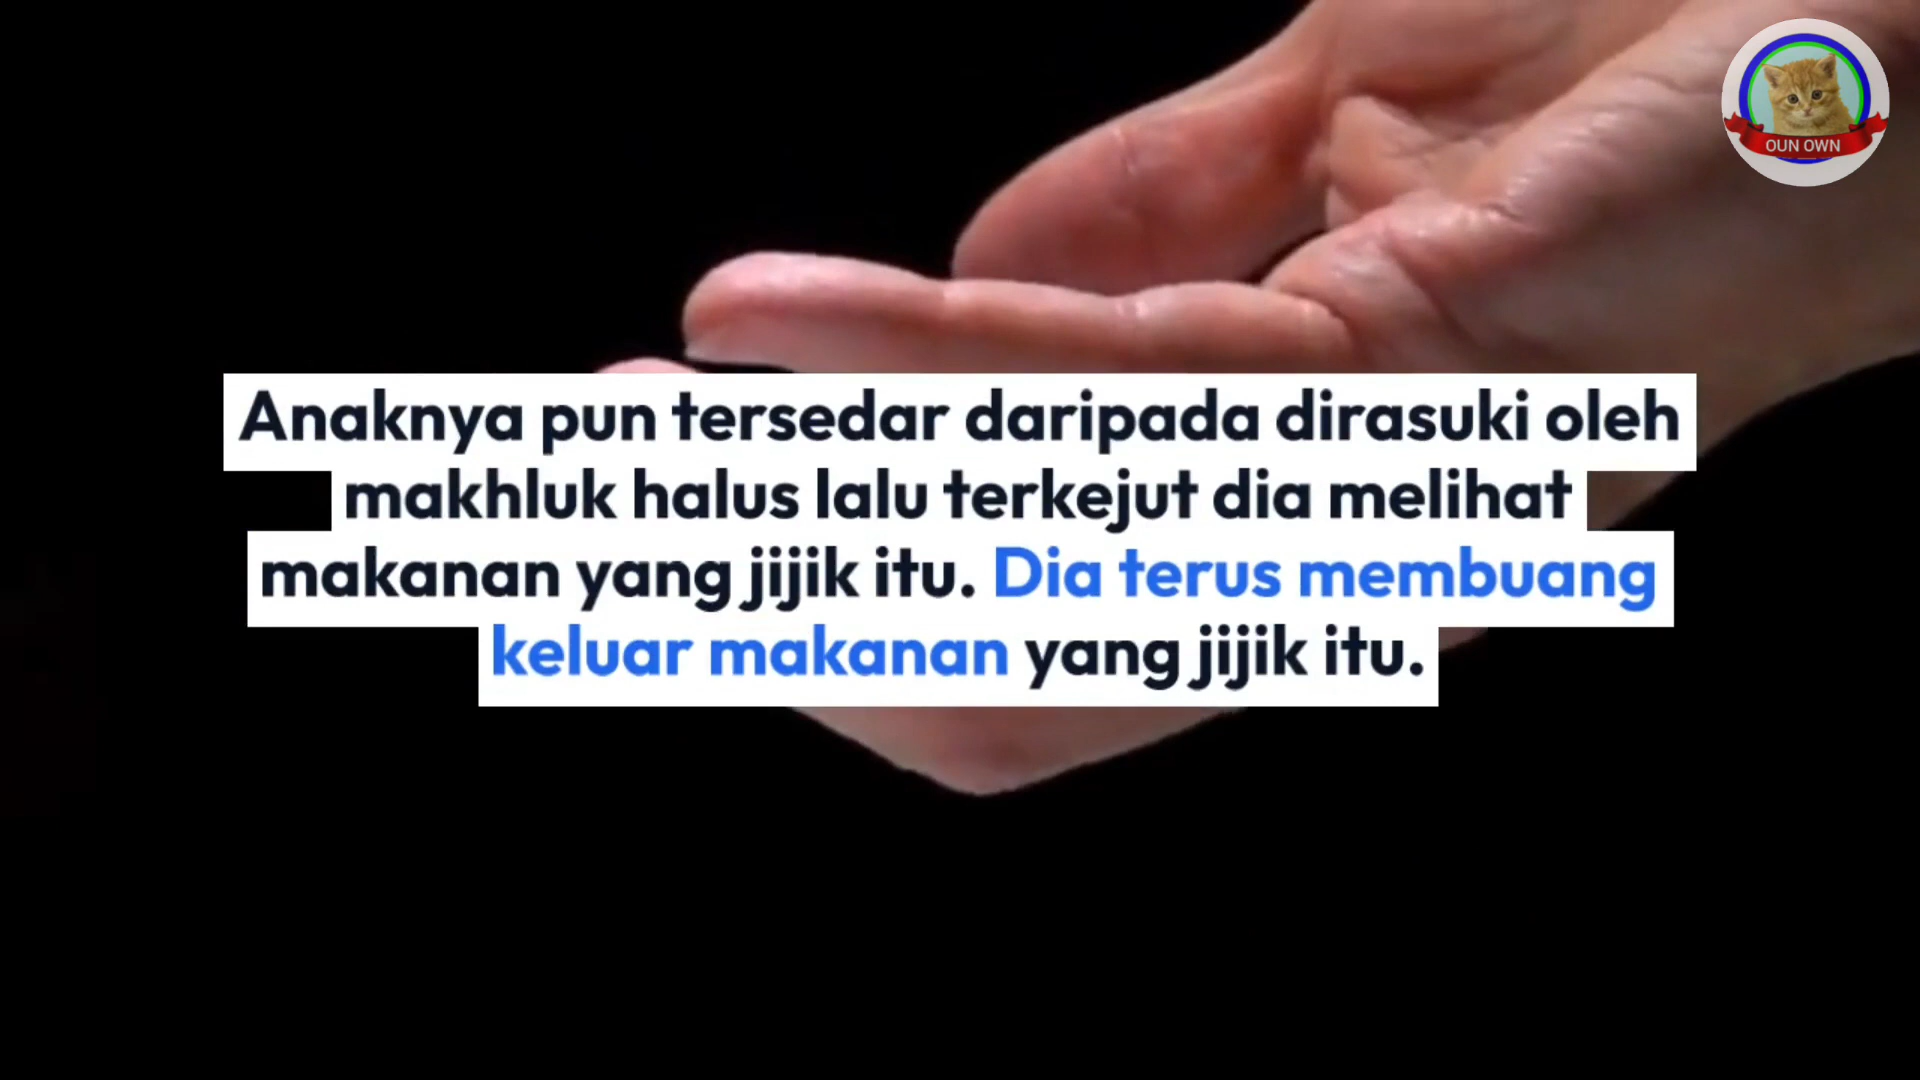 OUN OWN
Anaknya pun tersedar daripada dirasuki oleh
makhluk halus lalu terkejut dia melihat
makanan yang jijik itu. Dia terus membuang
keluar makanan yang jijik itu.